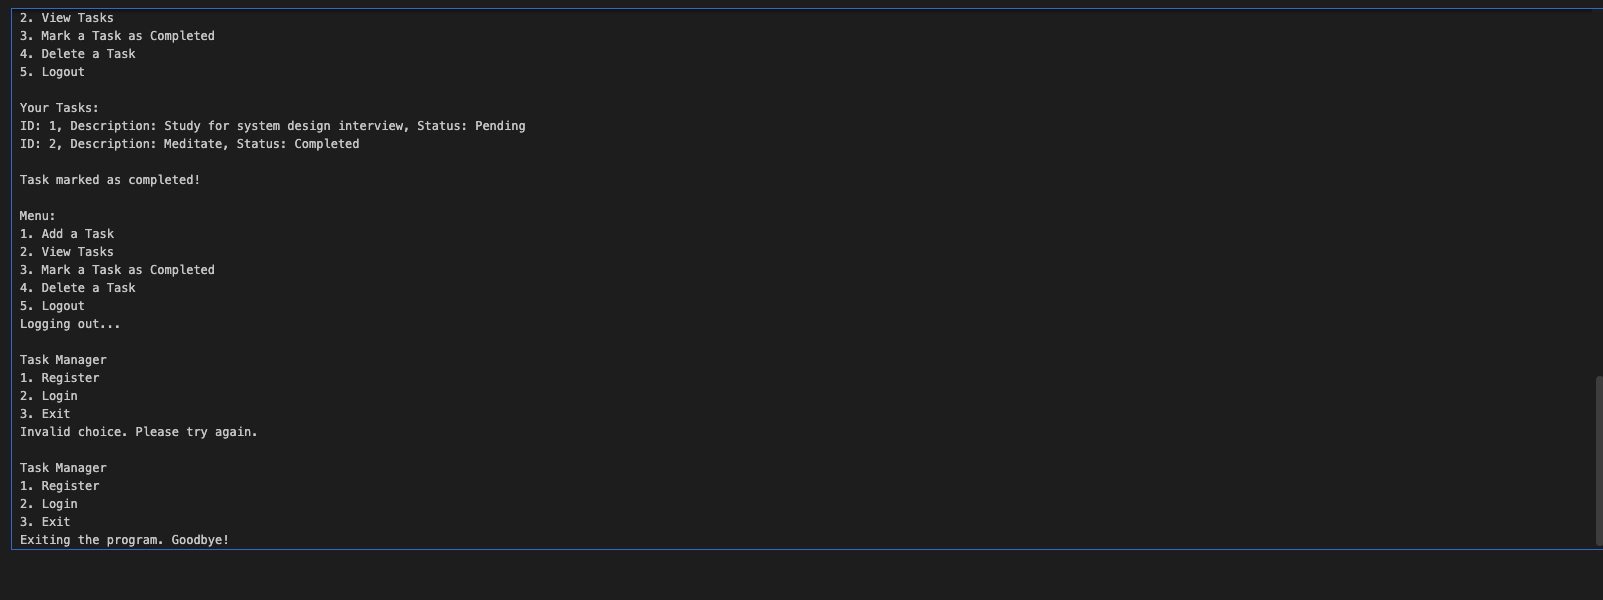 2. View Tasks
3. Mark a Task as Completed
4. Delete a Task
5. Logout
Your Tasks:
ID: 1, Description: Study for system design interview, Status: Pending
ID: 2, Description: Meditate, Status: Completed
Task marked as completed!
Menu:
1. Add a Task
2. View Tasks
3. Mark a Task as Completed
4. Delete a Task
5. Logout
Logging out...
Task Manager
1. Register
2. Login
3. Exit
Invalid choice. Please try again.
Task Manager
1. Register
2. Login
3. Exit
Exiting the program. Goodbye!